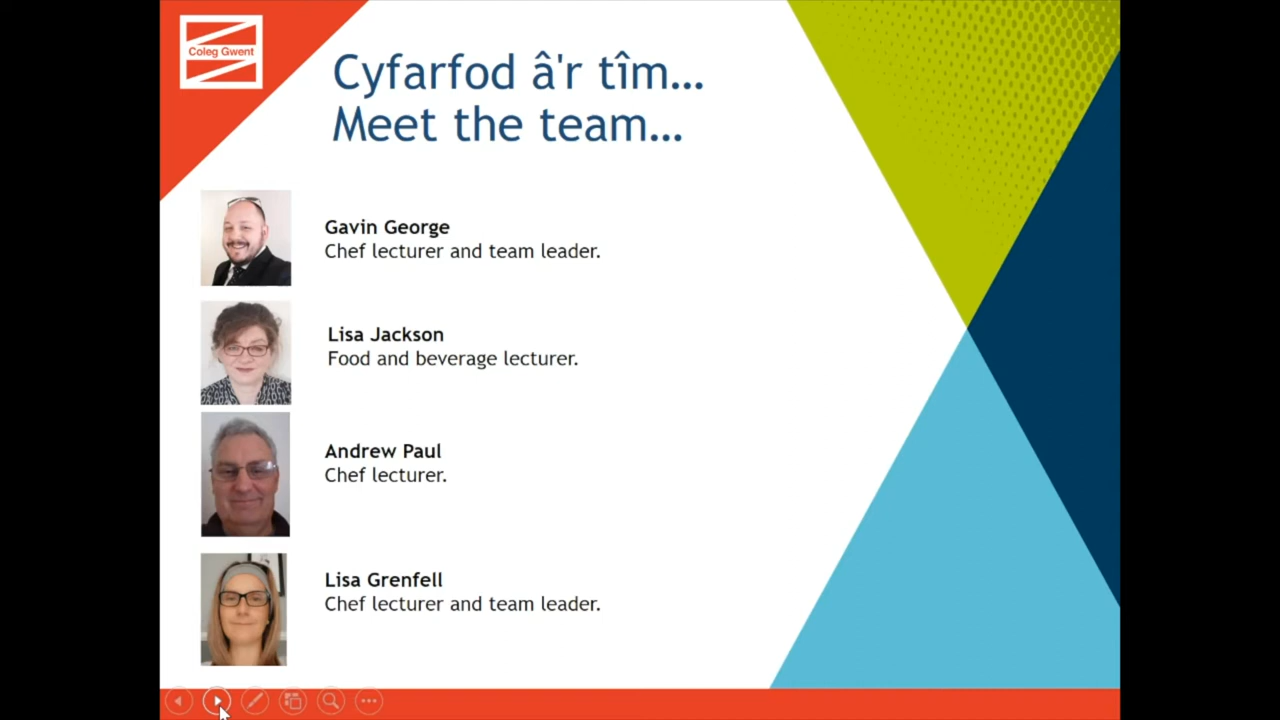 Coleg Gwent
Cyfarfod â'r tîm...
Meet the team...
Gavin George
Chef lecturer and team leader.
Lisa Jackson
Food and beverage lecturer.
Andrew Paul
Chef lecturer.
Lisa Grenfell
Chef lecturer and team leader.